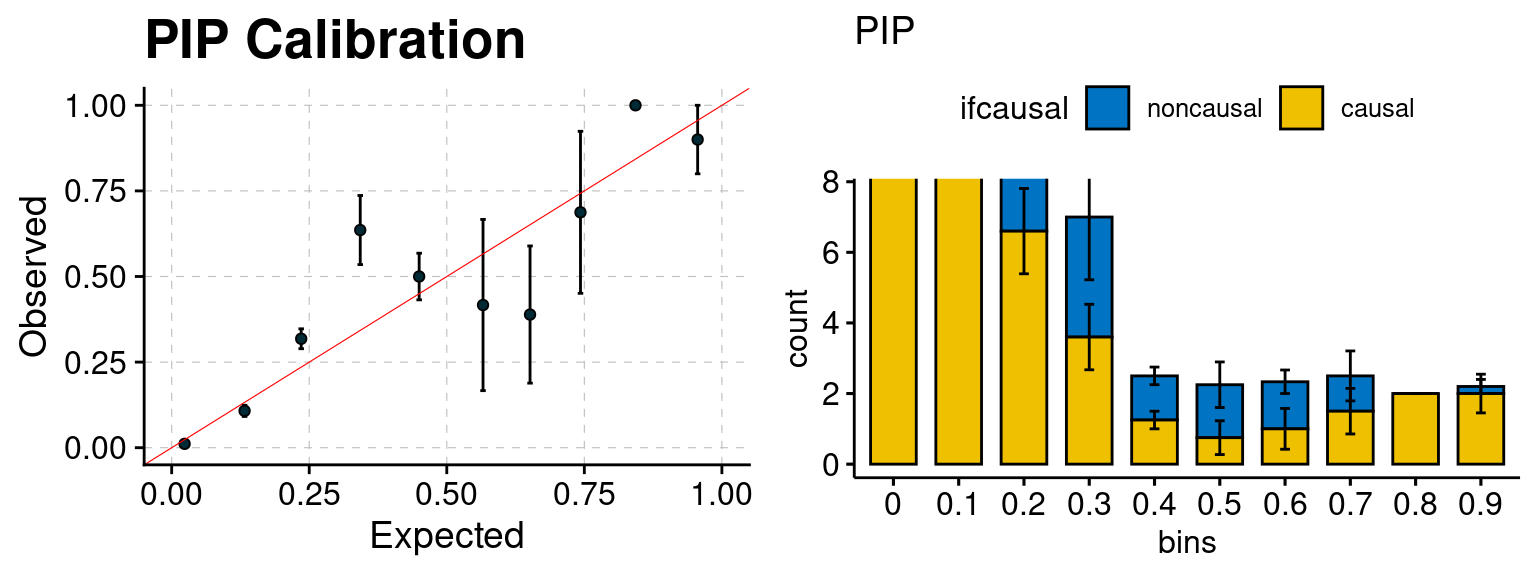 PIP Calibration
Observed
1.00
0.75
0.50
0.25
0.00
0.00 0.25 0.50 0.75 1.00
Expected
PIP
ifcausal noncausal causal
count
8
6
4
2
0
0 0.1 0.2 0.3 0.4 0.5 0.6 0.7 0.8 0.9
bins